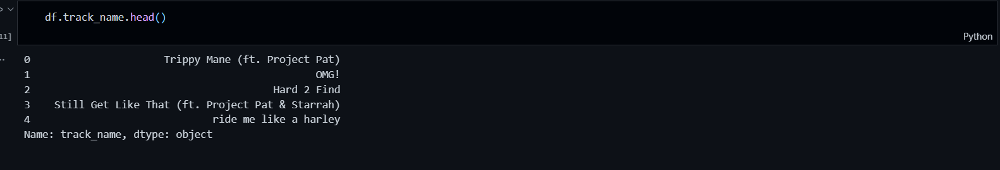 df.track_name.head()
11]
Python
0 Trippy Mane (ft. Project Pat)
1 OMG!
2 Hard 2 Find
3 Still Get Like That (ft. Project Pat & Starrah)
4 ride me like a harley
Name: track_name, dtype: object